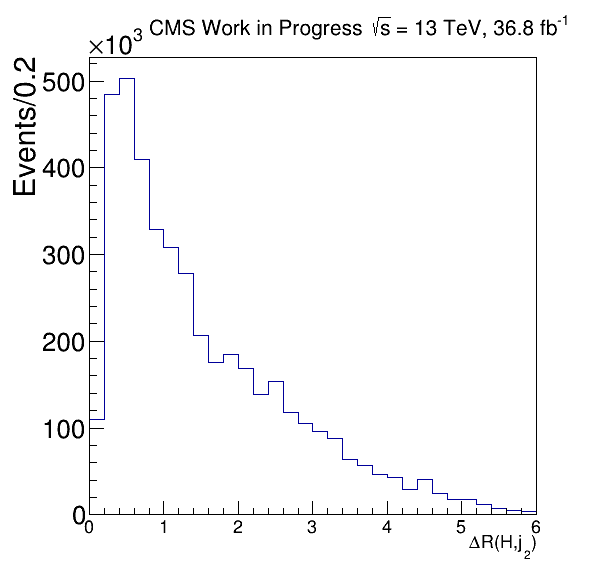 ×10³ CMS Work in Progress √s = 13 TeV, 36.8 fb⁻¹
Events/0.2
500
400
300
200
100
0
0 1 2 3 4 5 6
ΔR(H,j₂)